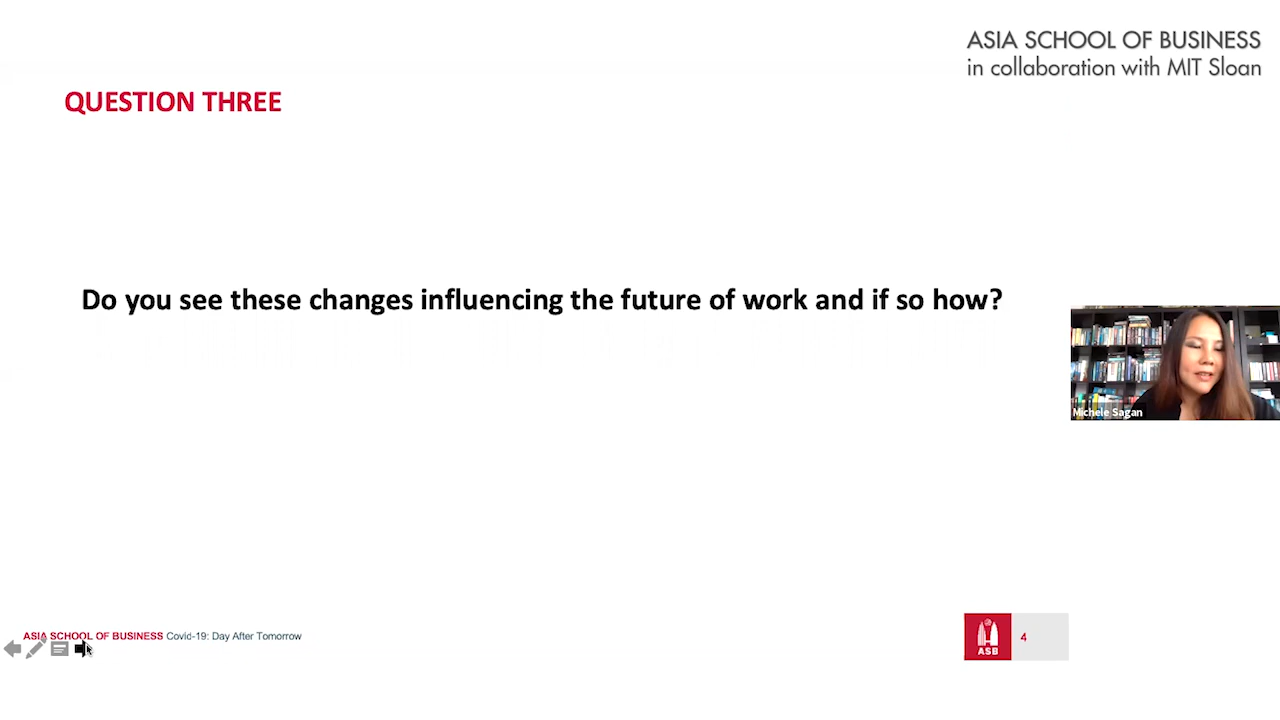 ASIA SCHOOL OF BUSINESS
in collaboration with MIT Sloan
QUESTION THREE
Do you see these changes influencing the future of work and if so how?
Michele Sagan
ASIA SCHOOL OF BUSINESS Covid-19: Day After Tomorrow
ASB
4